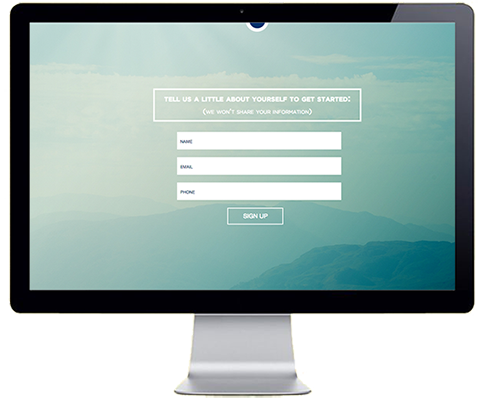 TELL US A LITTLE ABOUT YOURSELF TO GET STARTED!
(WE WON'T SHARE YOUR INFORMATION)
NAME
EMAIL
PHONE
SIGN UP